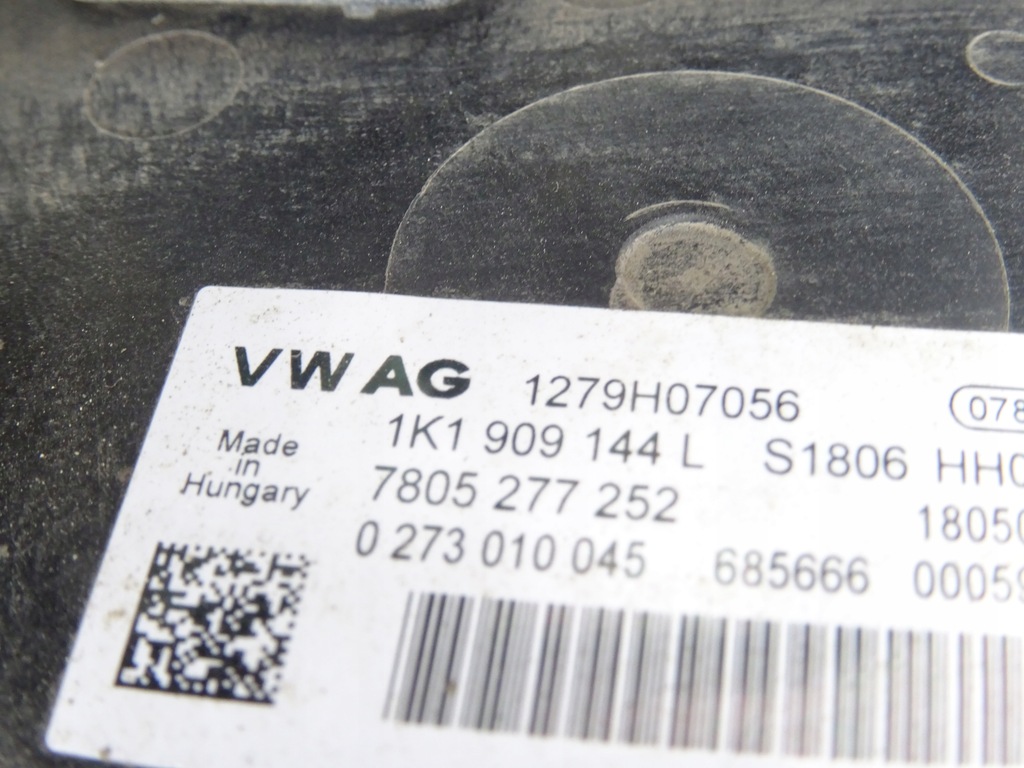 VW AG 1279H07056 078
1K1 909 144 L S1806 HH0
Made in Hungary
7805 277 252 1805
0 273 010 045 685666 00059